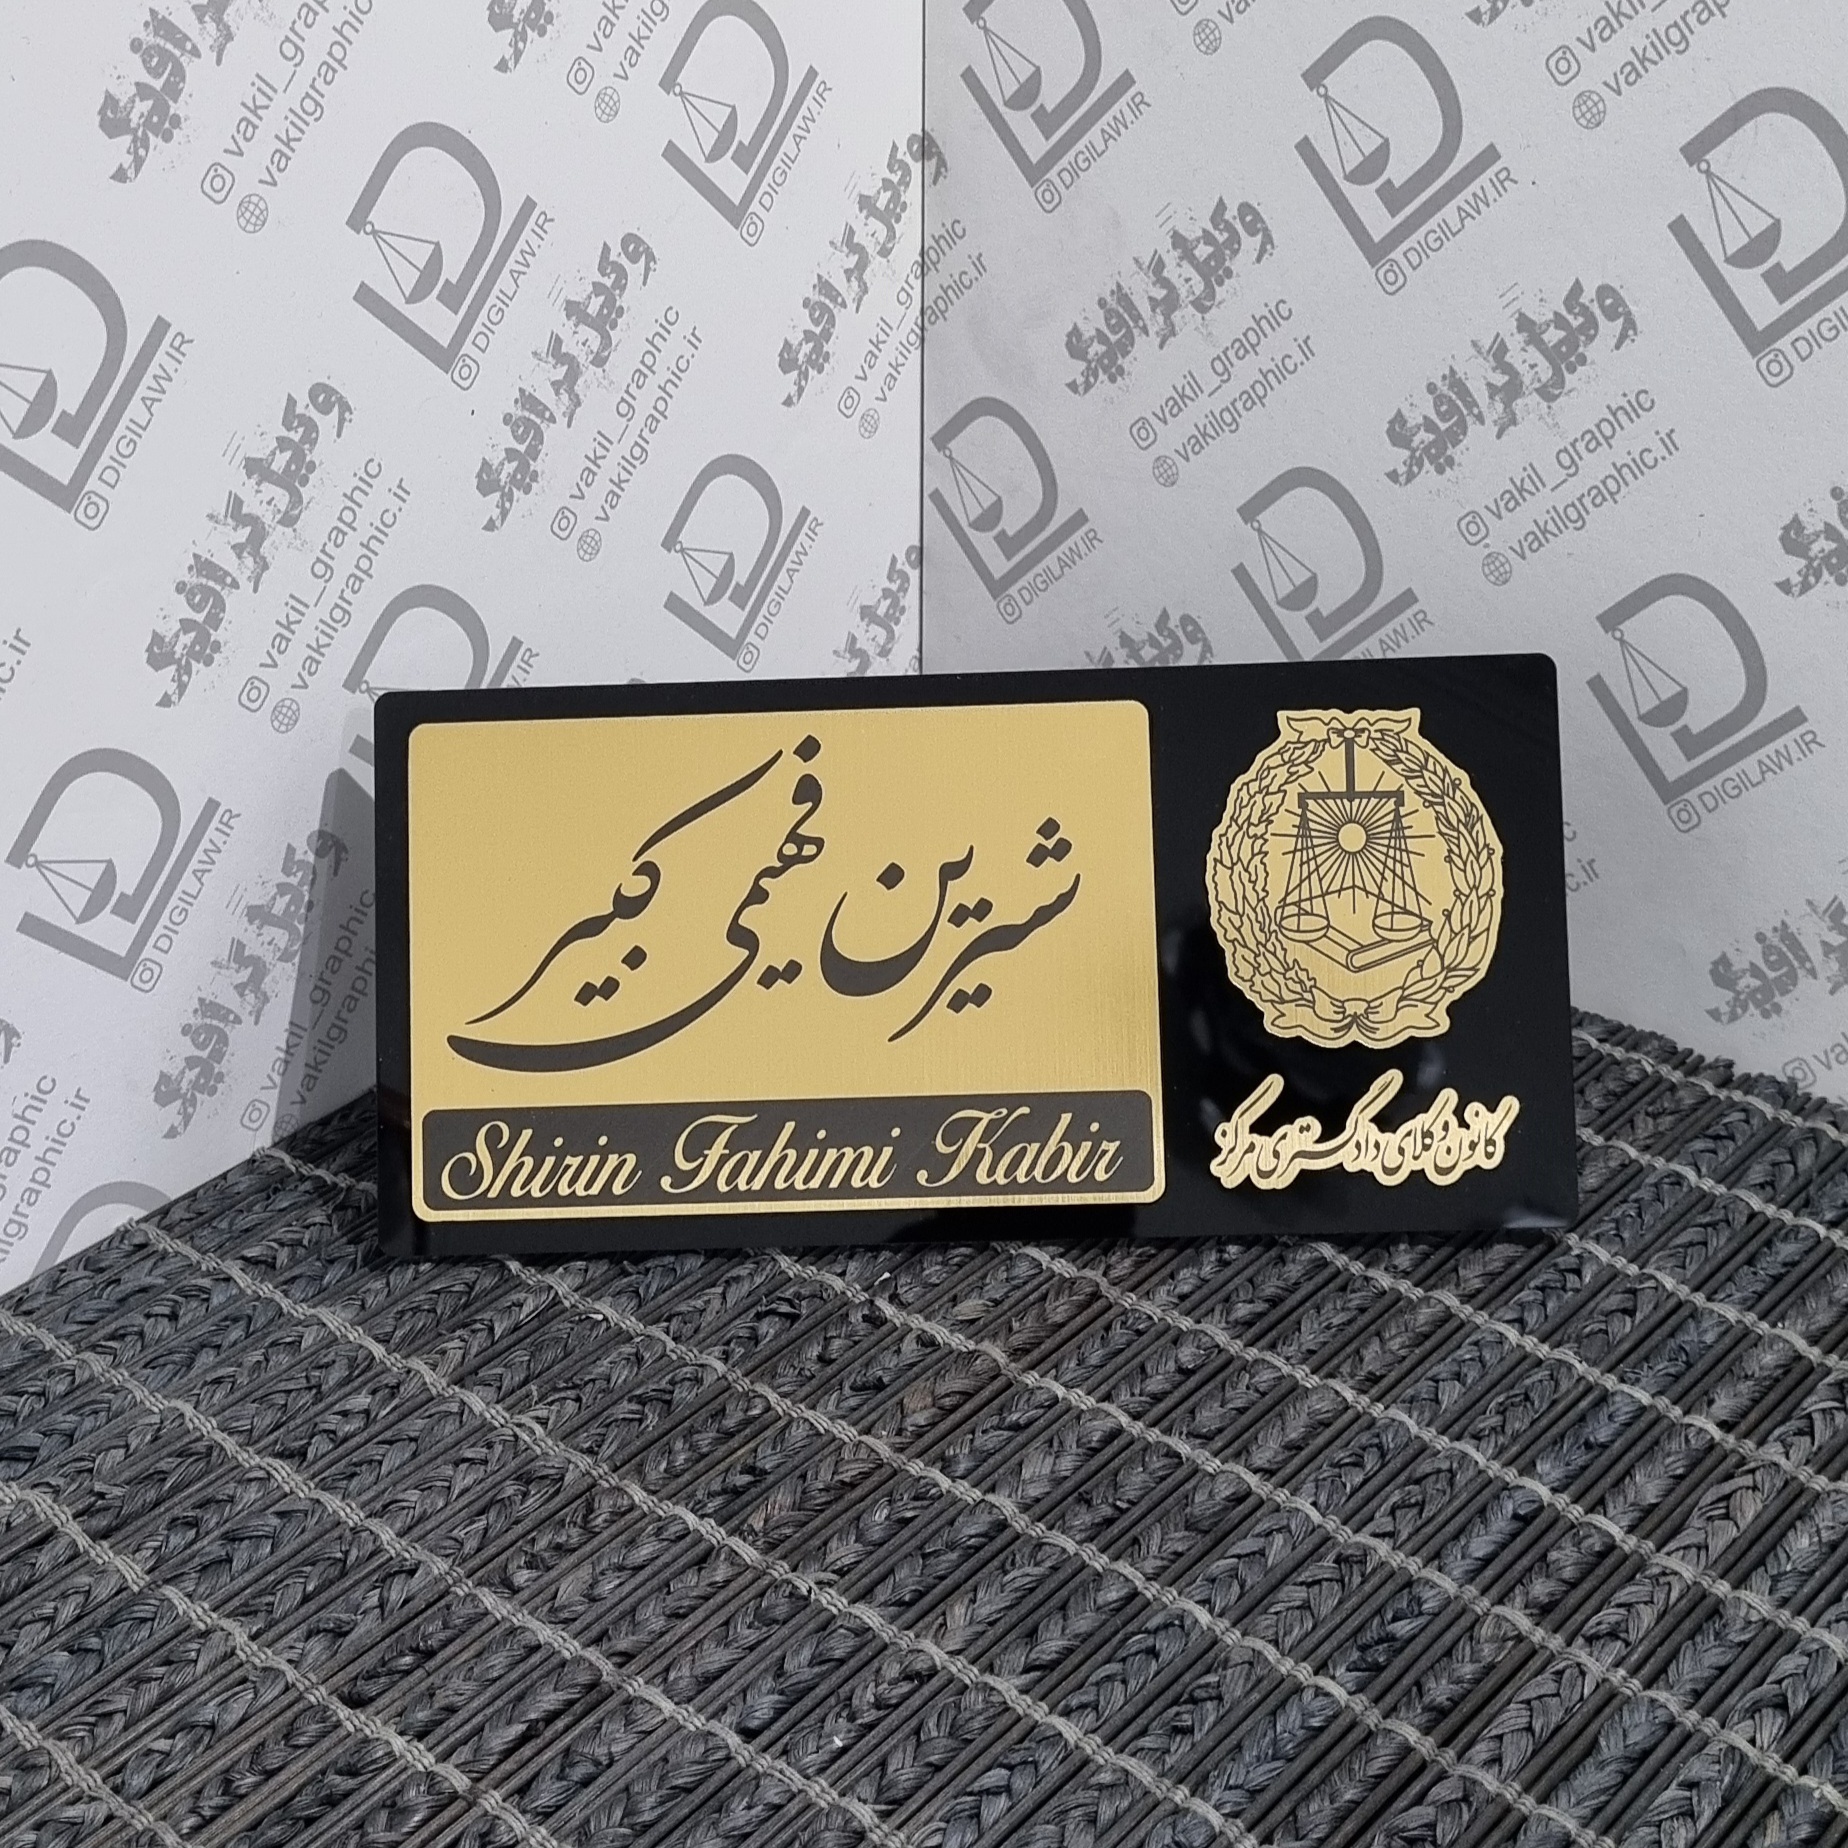 شیرین فهیمی کبیر
Shirin Fahimi Kabir
کانون وکلای دادگستری مرکز
وکیل گرافیک
vakil_graphic
vakilgraphic.ir
DIGILAW.IR